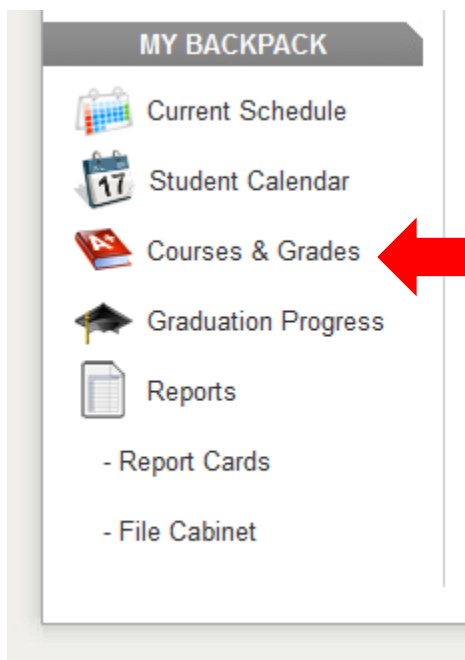 MY BACKPACK
Current Schedule
17
Student Calendar
A+
Courses & Grades
Graduation Progress
Reports
- Report Cards
- File Cabinet